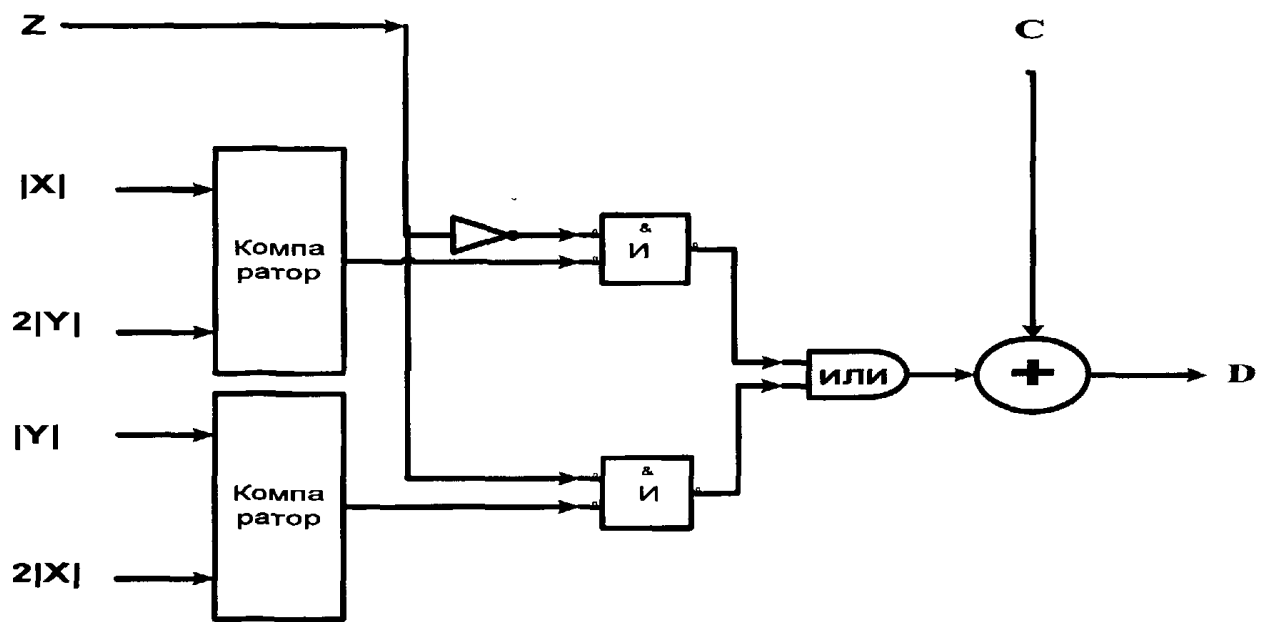 Z
C
|X|
Компа
ратор
2|Y|
&
И
ИЛИ
+
D
|Y|
Компа
ратор
2|X|
&
И